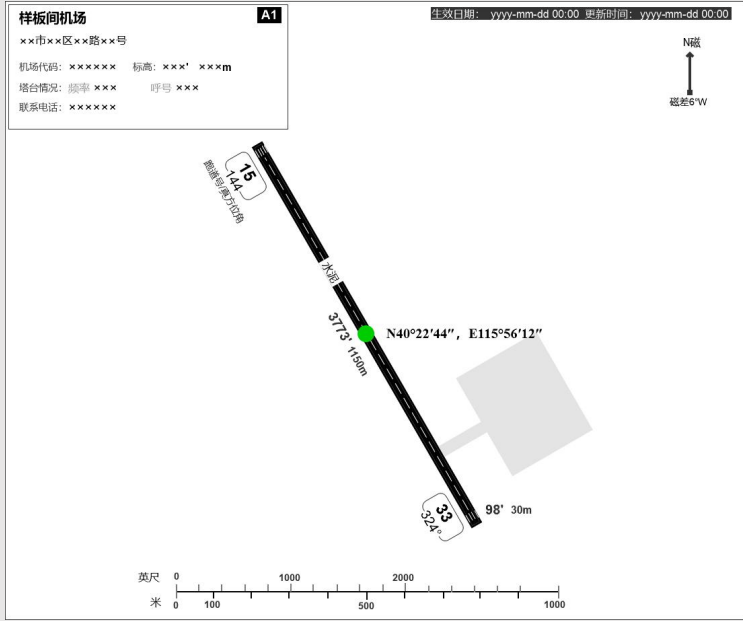 样板间机场 A1
××市××区××路××号
机场代码：×××××× 标高：×××' ×××m
塔台情况：频率 ××× 呼号 ×××
联系电话：××××××
生效日期： yyyy-mm-dd 00:00 更新时间： yyyy-mm-dd 00:00
N磁
磁差6°W
15
144°
跑道号/真方位角
水泥
3773' 1150m
N40°22′44″，E115°56′12″
33
324°
98' 30m
英尺 0 1000 2000
米 0 100 500 1000